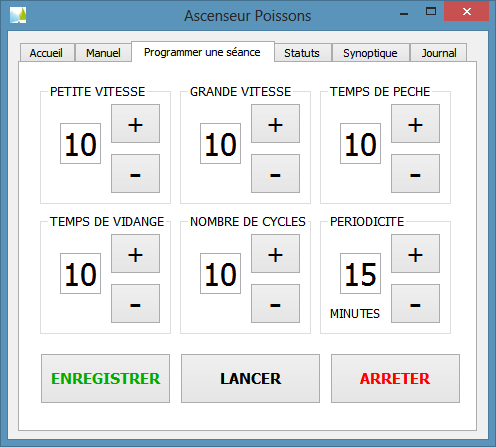 Ascenseur Poissons
Accueil Manuel Programmer une séance Statuts Synoptique Journal
PETITE VITESSE GRANDE VITESSE TEMPS DE PECHE
+ + +
10 10 10
- - -
TEMPS DE VIDANGE NOMBRE DE CYCLES PERIODICITE
+ + +
10 10 15
- - -
MINUTES
ENREGISTRER LANCER ARRETER